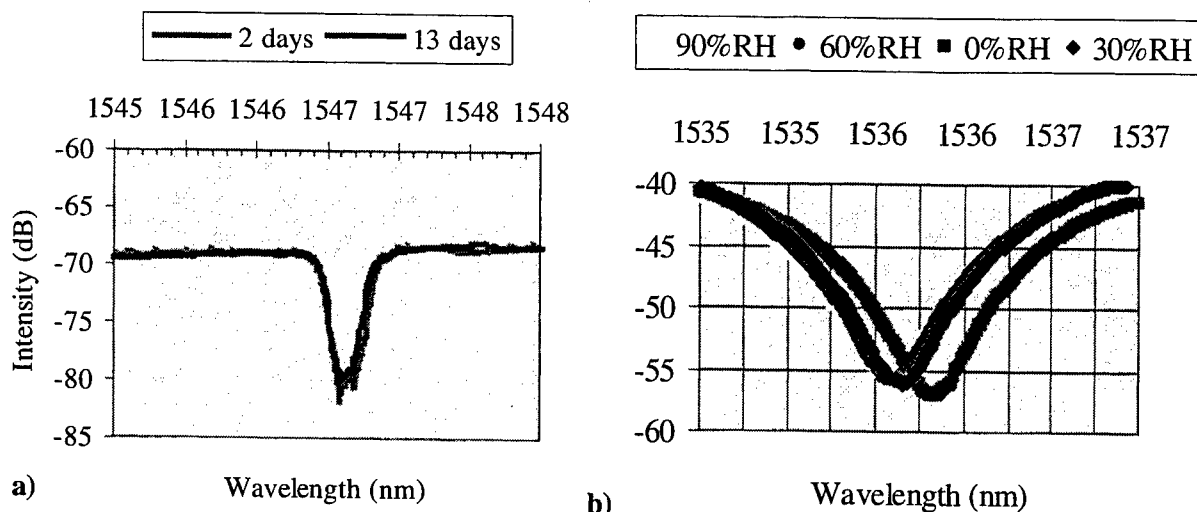 2 days 13 days
1545 1546 1546 1547 1547 1548 1548
-60
-65
-70
-75
-80
-85
Intensity (dB)
Wavelength (nm)
a)
90%RH 60%RH 0%RH 30%RH
1535 1535 1536 1536 1537 1537
-40
-45
-50
-55
-60
Wavelength (nm)
b)